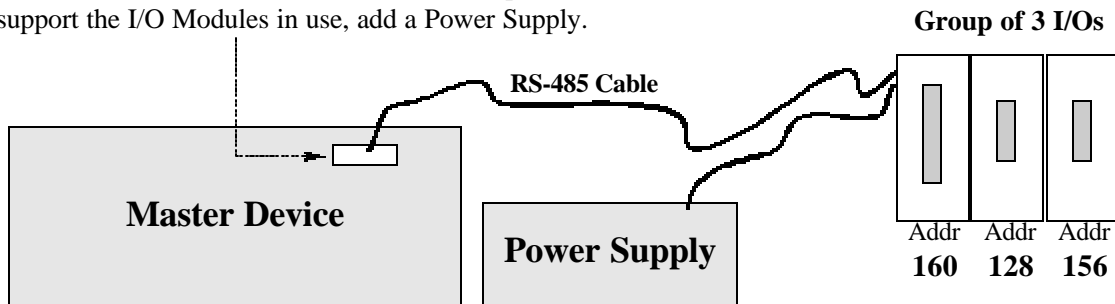 support the I/O Modules in use, add a Power Supply.
Group of 3 I/Os
RS-485 Cable
Master Device
Power Supply
Addr Addr Addr
160 128 156